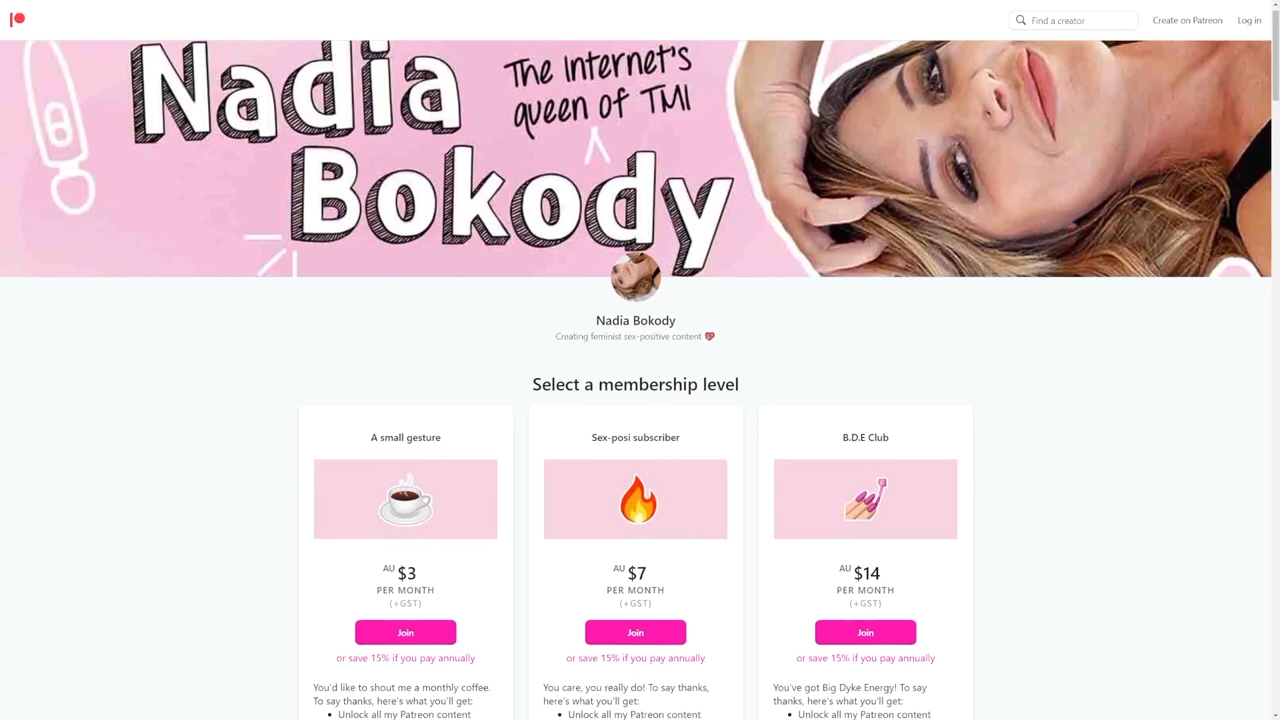 Find a creator
Create on Patreon
Log in
Nadia
Bokody
The Internet's
queen of TMI
Nadia Bokody
Creating feminist sex-positive content 💖
Select a membership level
A small gesture
AU $3
PER MONTH
(+GST)
Join
or save 15% if you pay annually
You'd like to shout me a monthly coffee.
To say thanks, here's what you'll get:
• Unlock all my Patreon content
Sex-posi subscriber
AU $7
PER MONTH
(+GST)
Join
or save 15% if you pay annually
You care, you really do! To say thanks,
here's what you'll get:
• Unlock all my Patreon content
B.D.E Club
AU $14
PER MONTH
(+GST)
Join
or save 15% if you pay annually
You've got Big Dyke Energy! To say
thanks, here's what you'll get:
• Unlock all my Patreon content